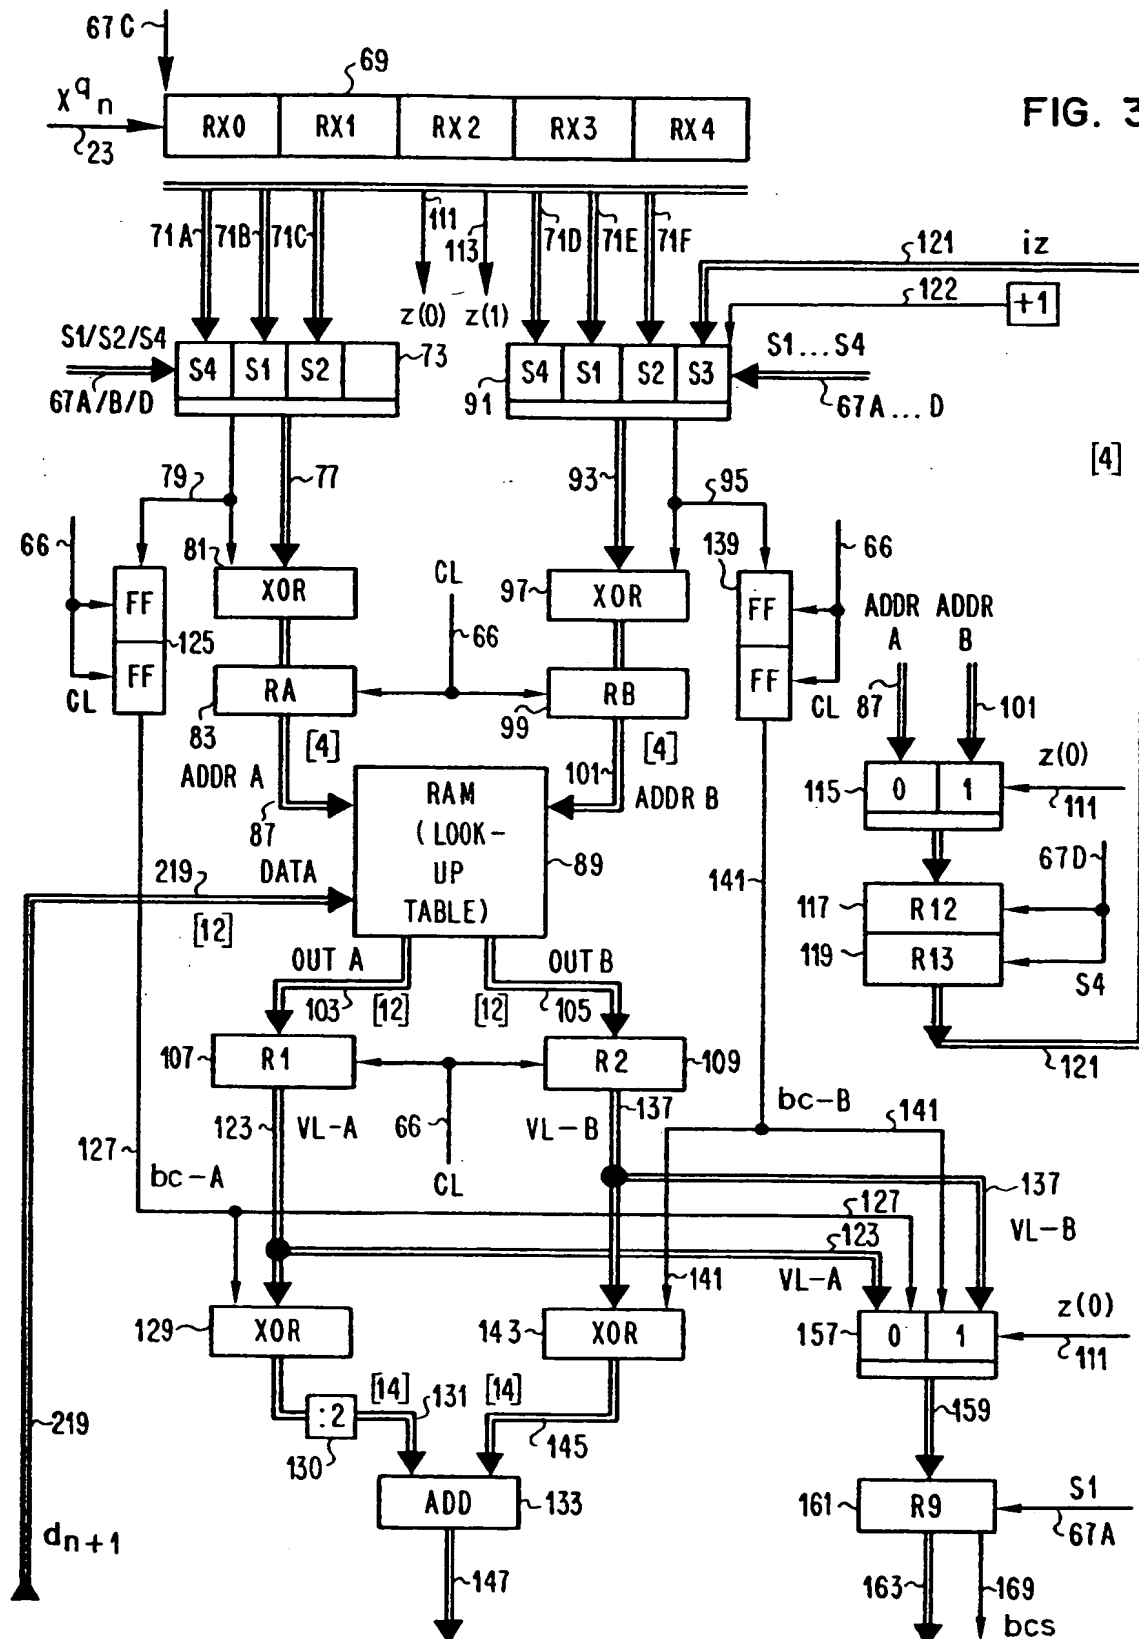 67C
69
FIG. 3
x^q_n
23
RX0 RX1 RX2 RX3 RX4
71A 71B 71C 111 113 71D 71E 71F
121 iz
122 +1
z(0) z(1)
S1/S2/S4
67A/B/D
S4 S1 S2 73
91 S4 S1 S2 S3
S1...S4
67A...D
[4]
79 77 93 95
66 81 139 66
FF XOR CL 97 XOR FF
125
FF 66 FF
CL 83 RA 99 RB CL
ADDR A ADDR B
87 101
[4] [4]
ADDR A 101 ADDR B
87
RAM (LOOK-UP TABLE)
89
115 0 1 z(0)
111
67D
117 R12
119 R13
S4
121
219 DATA
[12]
141
OUT A OUT B
103 [12] [12] 105
107 R1 R2 109
123 VL-A 66 VL-B 137
CL
bc-B 141
127 bc-A
127
123
VL-A
141
137
VL-B
129 XOR 143 XOR
157 0 1 z(0)
111
[14] 131 [14]
:2
130
145
159
ADD 133
161 R9 S1
67A
219
d_n+1
147
163 169
bcs